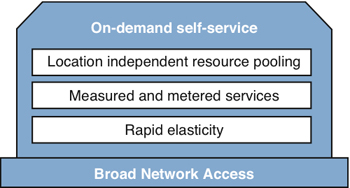 On-demand self-service
Location independent resource pooling
Measured and metered services
Rapid elasticity
Broad Network Access